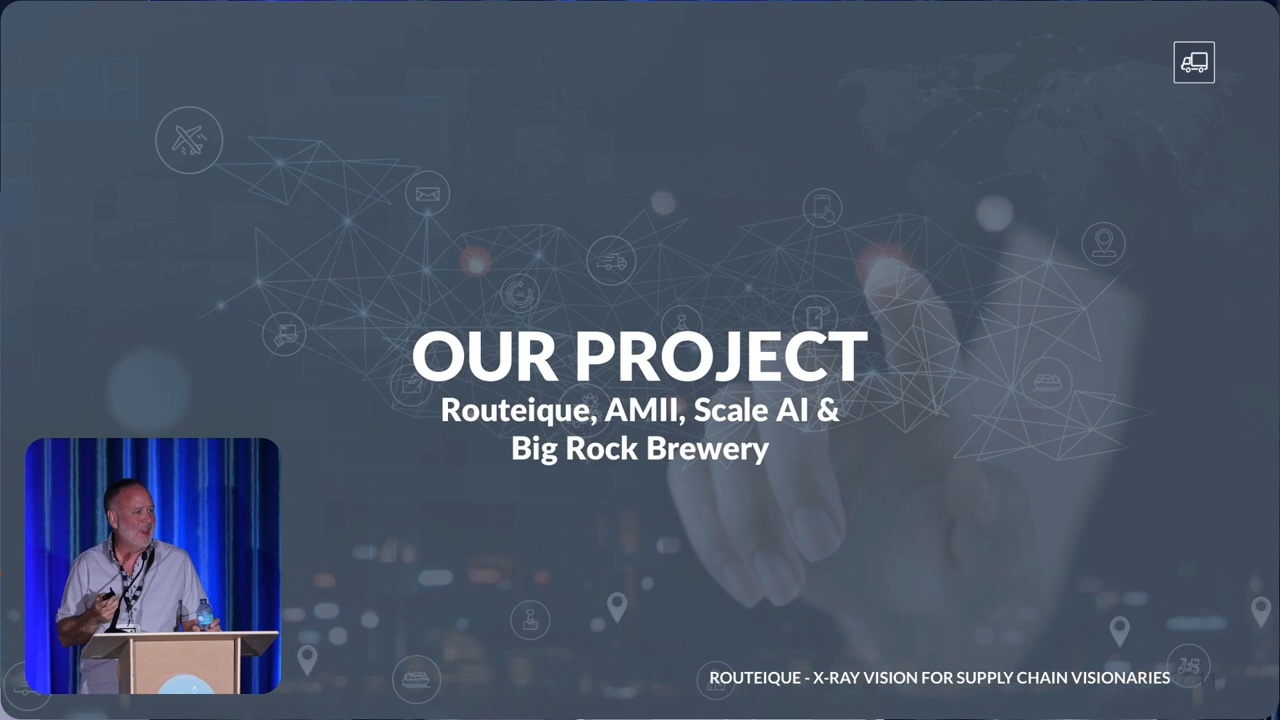 OUR PROJECT
Routeique, AMII, Scale AI &
Big Rock Brewery
ROUTEIQUE - X-RAY VISION FOR SUPPLY CHAIN VISIONARIES